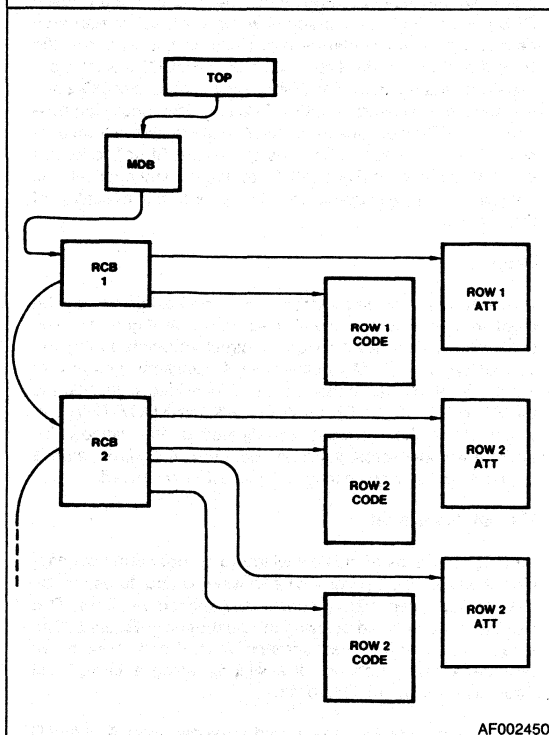 TOP
MDB
RCB
1
ROW 1
ATT
ROW 1
CODE
RCB
2
ROW 2
ATT
ROW 2
CODE
ROW 2
ATT
ROW 2
CODE
AF002450